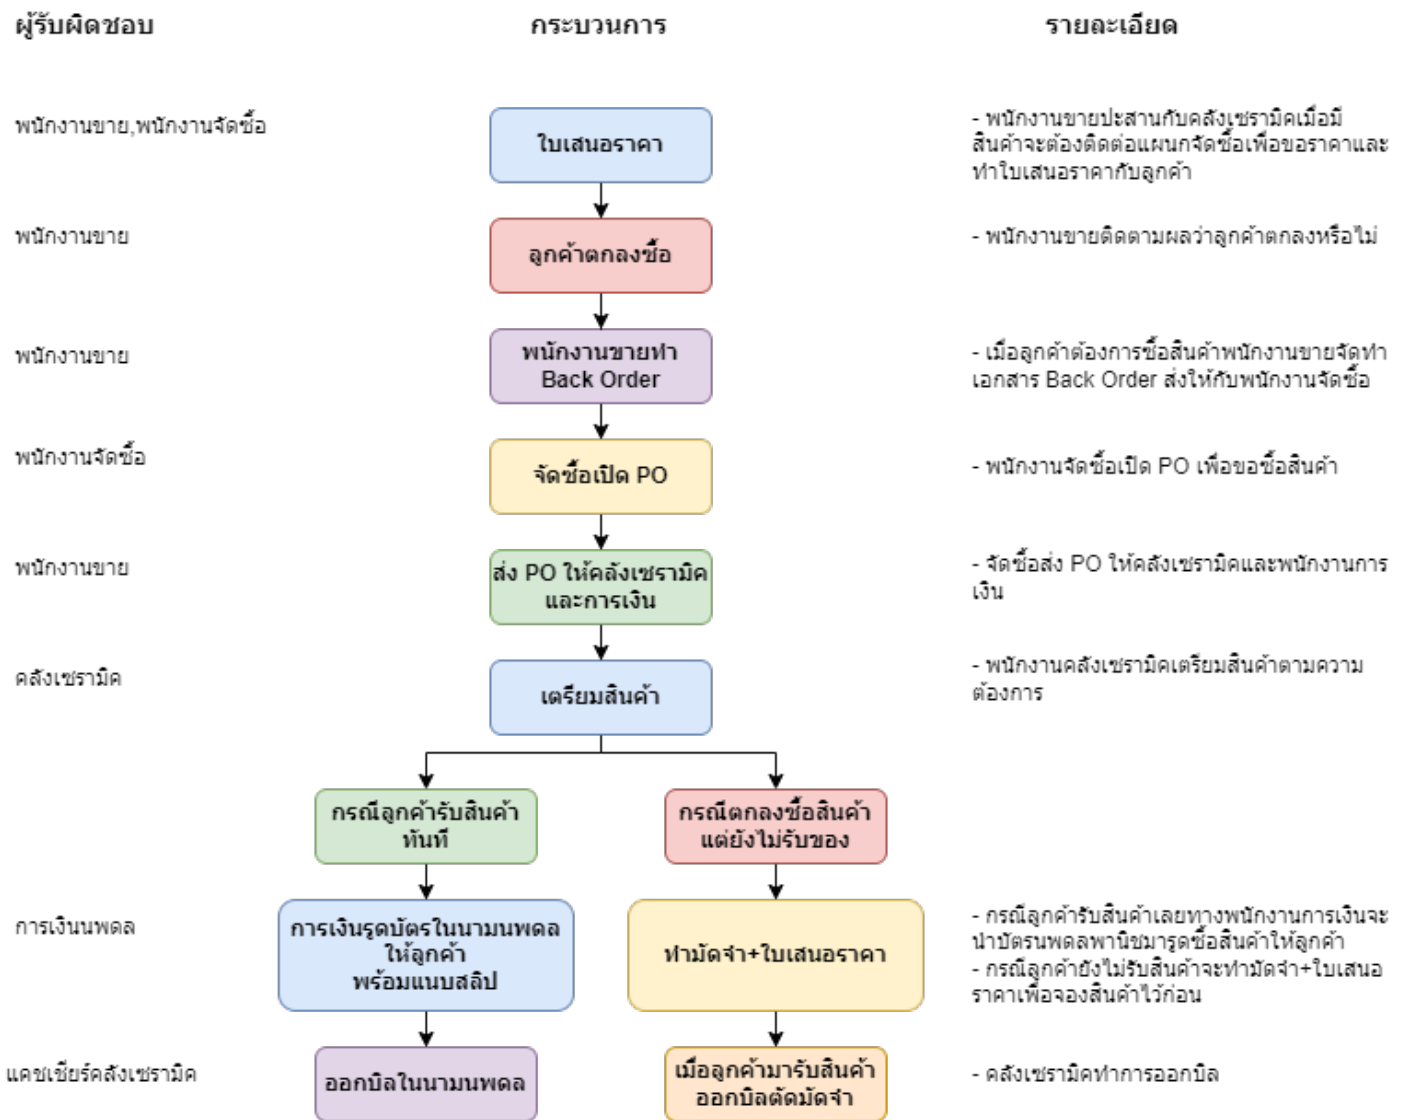 ผู้รับผิดชอบ
กระบวนการ
รายละเอียด
พนักงานขาย,พนักงานจัดซื้อ
ใบเสนอราคา
- พนักงานขายปะสานกับคลังเซรามิคเมื่อมี
สินค้าจะต้องติดต่อแผนกจัดซื้อเพื่อขอราคาและ
ทำใบเสนอราคากับลูกค้า
พนักงานขาย
ลูกค้าตกลงซื้อ
- พนักงานขายติดตามผลว่าลูกค้าตกลงหรือไม่
พนักงานขาย
พนักงานขายทำ
Back Order
- เมื่อลูกค้าต้องการซื้อสินค้าพนักงานขายจัดทำ
เอกสาร Back Order ส่งให้กับพนักงานจัดซื้อ
พนักงานจัดซื้อ
จัดซื้อเปิด PO
- พนักงานจัดซื้อเปิด PO เพื่อขอซื้อสินค้า
พนักงานขาย
ส่ง PO ให้คลังเซรามิค
และการเงิน
- จัดซื้อส่ง PO ให้คลังเซรามิคและพนักงานการ
เงิน
คลังเซรามิค
เตรียมสินค้า
- พนักงานคลังเซรามิคเตรียมสินค้าตามความ
ต้องการ
กรณีลูกค้ารับสินค้า
ทันที
กรณีตกลงซื้อสินค้า
แต่ยังไม่รับของ
การเงินนพดล
การเงินรูดบัตรในนามนพดล
ให้ลูกค้า
พร้อมแนบสลิป
ทำมัดจำ+ใบเสนอราคา
- กรณีลูกค้ารับสินค้าเลยทางพนักงานการเงินจะ
นำบัตรนพดลพานิชมารูดซื้อสินค้าให้ลูกค้า
- กรณีลูกค้ายังไม่รับสินค้าจะทำมัดจำ+ใบเสนอ
ราคาเพื่อจองสินค้าไว้ก่อน
แคชเชียร์คลังเซรามิค
ออกบิลในนามนพดล
เมื่อลูกค้ามารับสินค้า
ออกบิลตัดมัดจำ
- คลังเซรามิคทำการออกบิล